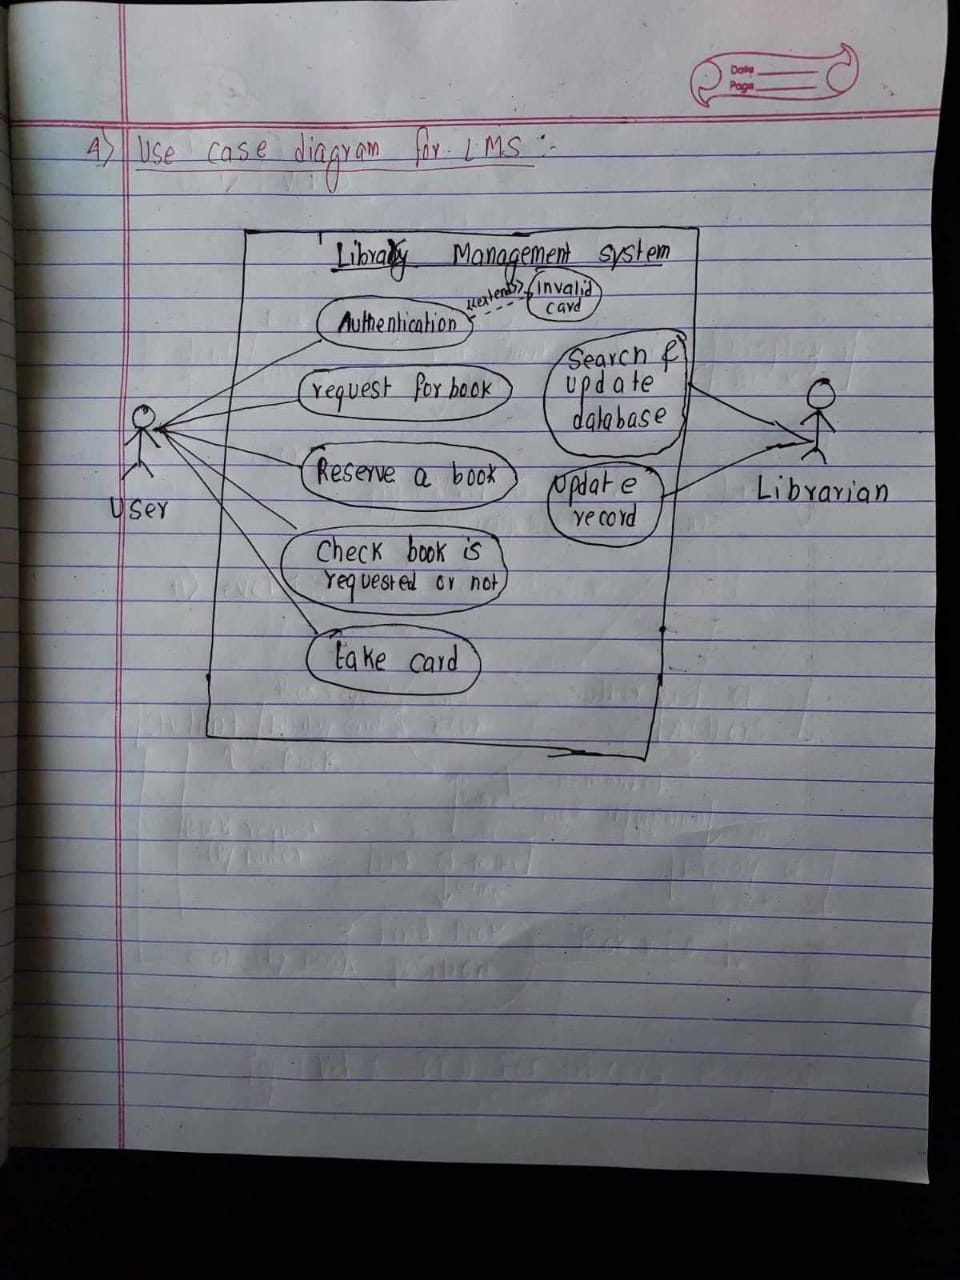 Date
Page
4) Use case diagram for LMS :-
Library Management system
<<extend>>
invalid
card
Authentication
Search &
update
database
request for book
Reserve a book
update
record
Librarian
User
Check book is
requested or not
take card